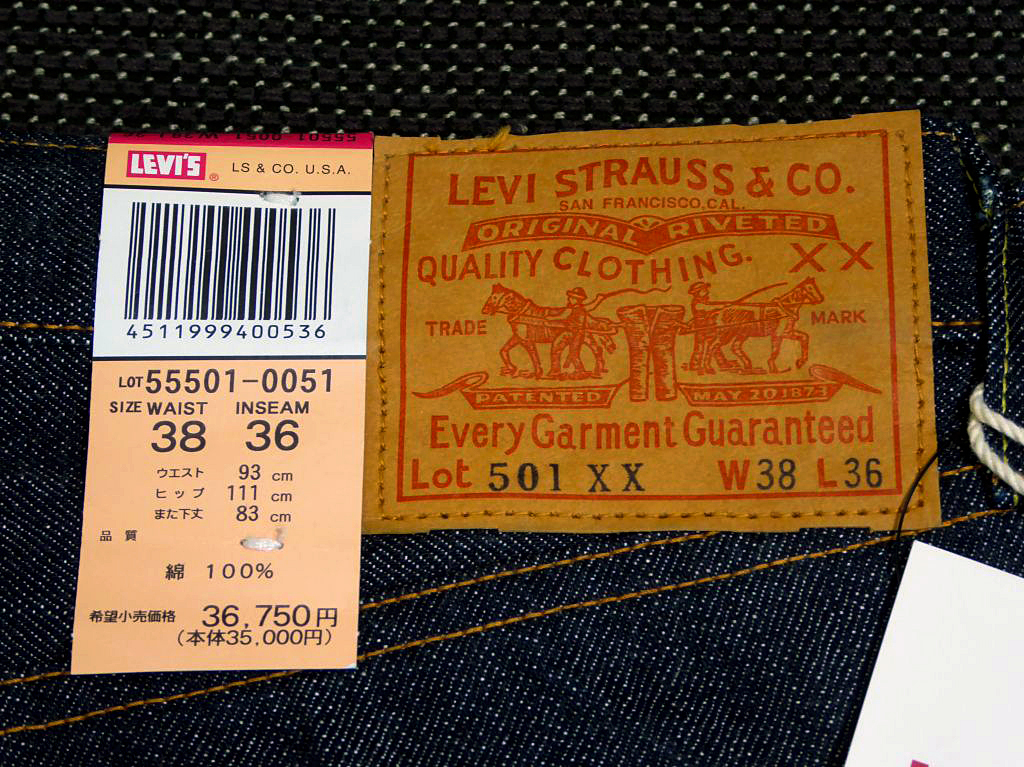 LEVI'S ® LS & CO. U.S.A.
4511999400536
LOT 55501-0051
SIZE WAIST INSEAM
38 36
ウエスト 93 cm
ヒップ 111 cm
また下丈 83 cm
品質
綿 100%
希望小売価格 36,750円
(本体35,000円)
LEVI STRAUSS & CO.
SAN FRANCISCO, CAL.
ORIGINAL RIVETED
QUALITY CLOTHING. XX
TRADE MARK
PATENTED MAY 20 1873
Every Garment Guaranteed
Lot 501 XX W38 L36